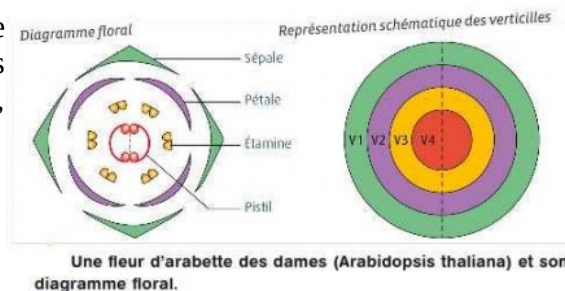 e
s
,
Diagramme floral
Représentation schématique des verticilles
Sépale
Pétale
Étamine
Pistil
V1 V2 V3 V4
Une fleur d'arabette des dames (Arabidopsis thaliana) et son
diagramme floral.